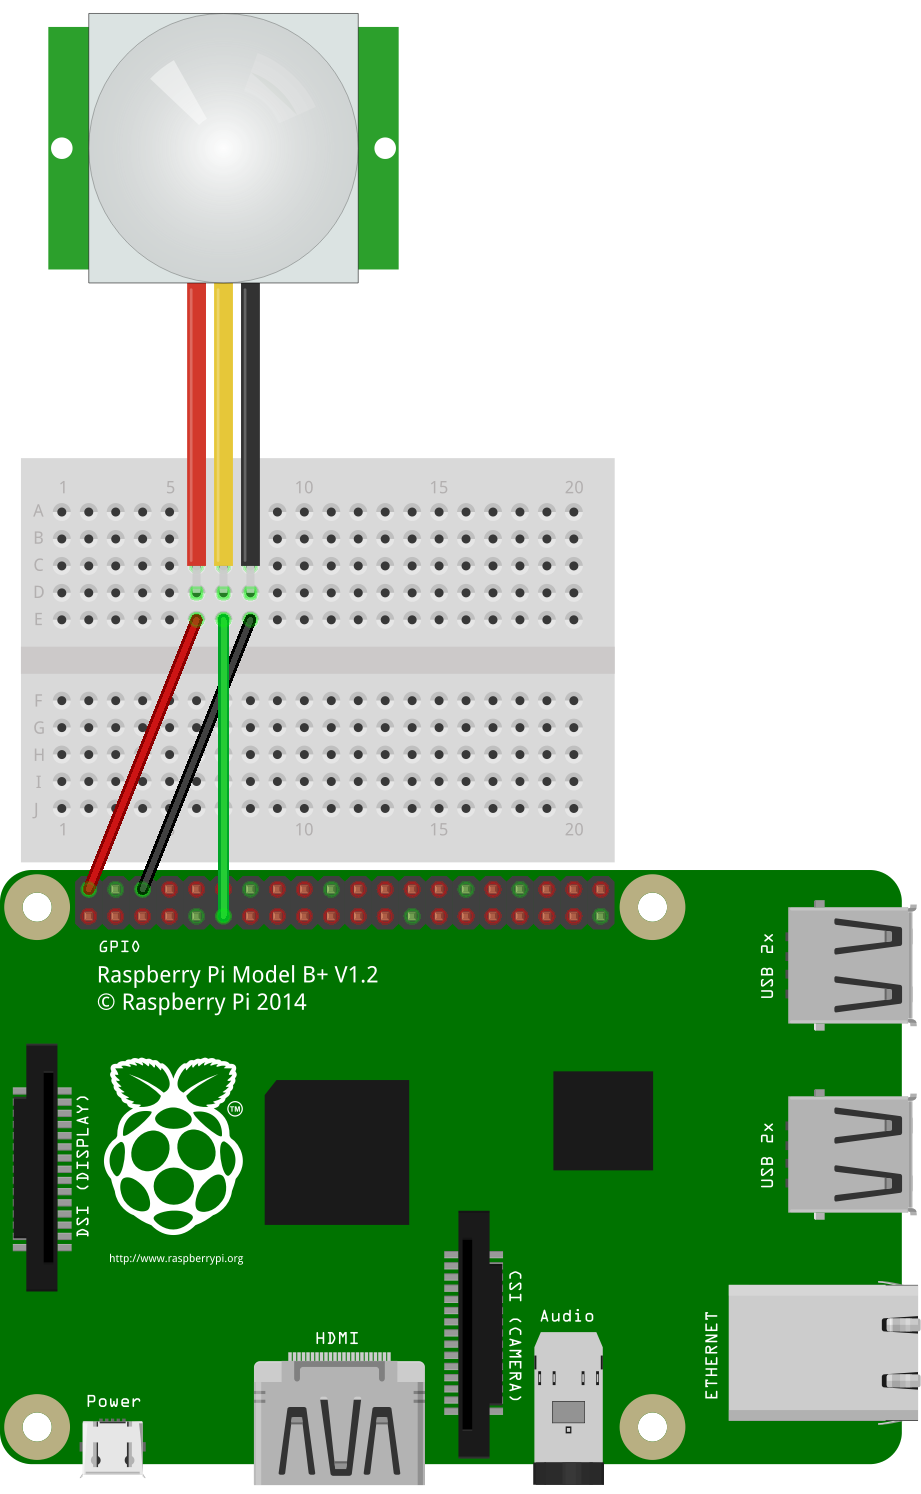 1 5 10 15 20
A
B
C
D
E
F
G
H
I
J
1 10 15 20
GPIO
Raspberry Pi Model B+ V1.2
© Raspberry Pi 2014
USB 2x
DSI (DISPLAY)
TM
USB 2x
http://www.raspberrypi.org
CSI (CAMERA)
Audio
ETHERNET
HDMI
Power